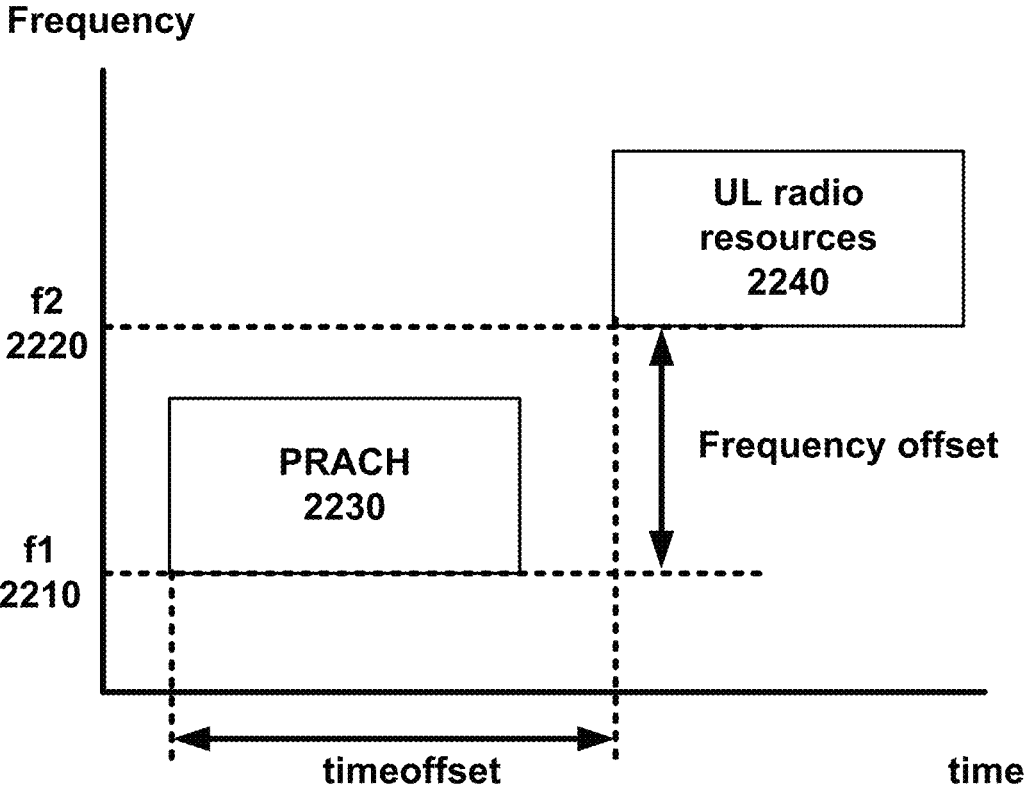 Frequency
UL radio
resources
2240
f2
2220
PRACH
2230
Frequency offset
f1
2210
timeoffset
time